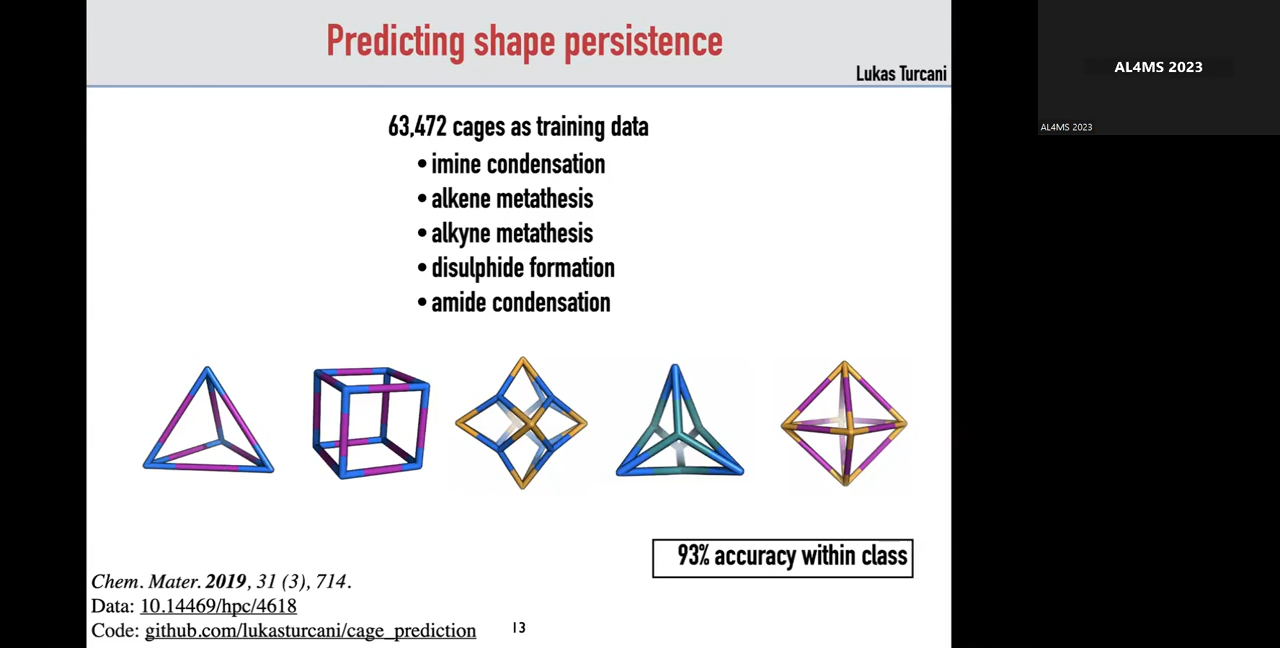 Predicting shape persistence
Lukas Turcani
63,472 cages as training data
• imine condensation
• alkene metathesis
• alkyne metathesis
• disulphide formation
• amide condensation
93% accuracy within class
Chem. Mater. 2019, 31 (3), 714.
Data: 10.14469/hpc/4618
Code: github.com/lukasturcani/cage_prediction
13
AL4MS 2023
AL4MS 2023